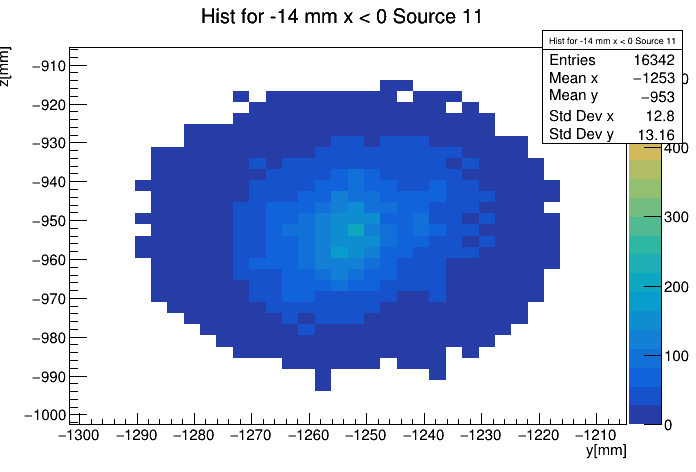 Hist for -14 mm x < 0 Source 11
z[mm]
Hist for -14 mm x < 0 Source 11
Entries 16342
Mean x −1253
Mean y −953
Std Dev x 12.8
Std Dev y 13.16
−910
−920
−930
−940
−950
−960
−970
−980
−990
−1000
−1300 −1290 −1280 −1270 −1260 −1250 −1240 −1230 −1220 −1210
y[mm]
400
300
200
100
0